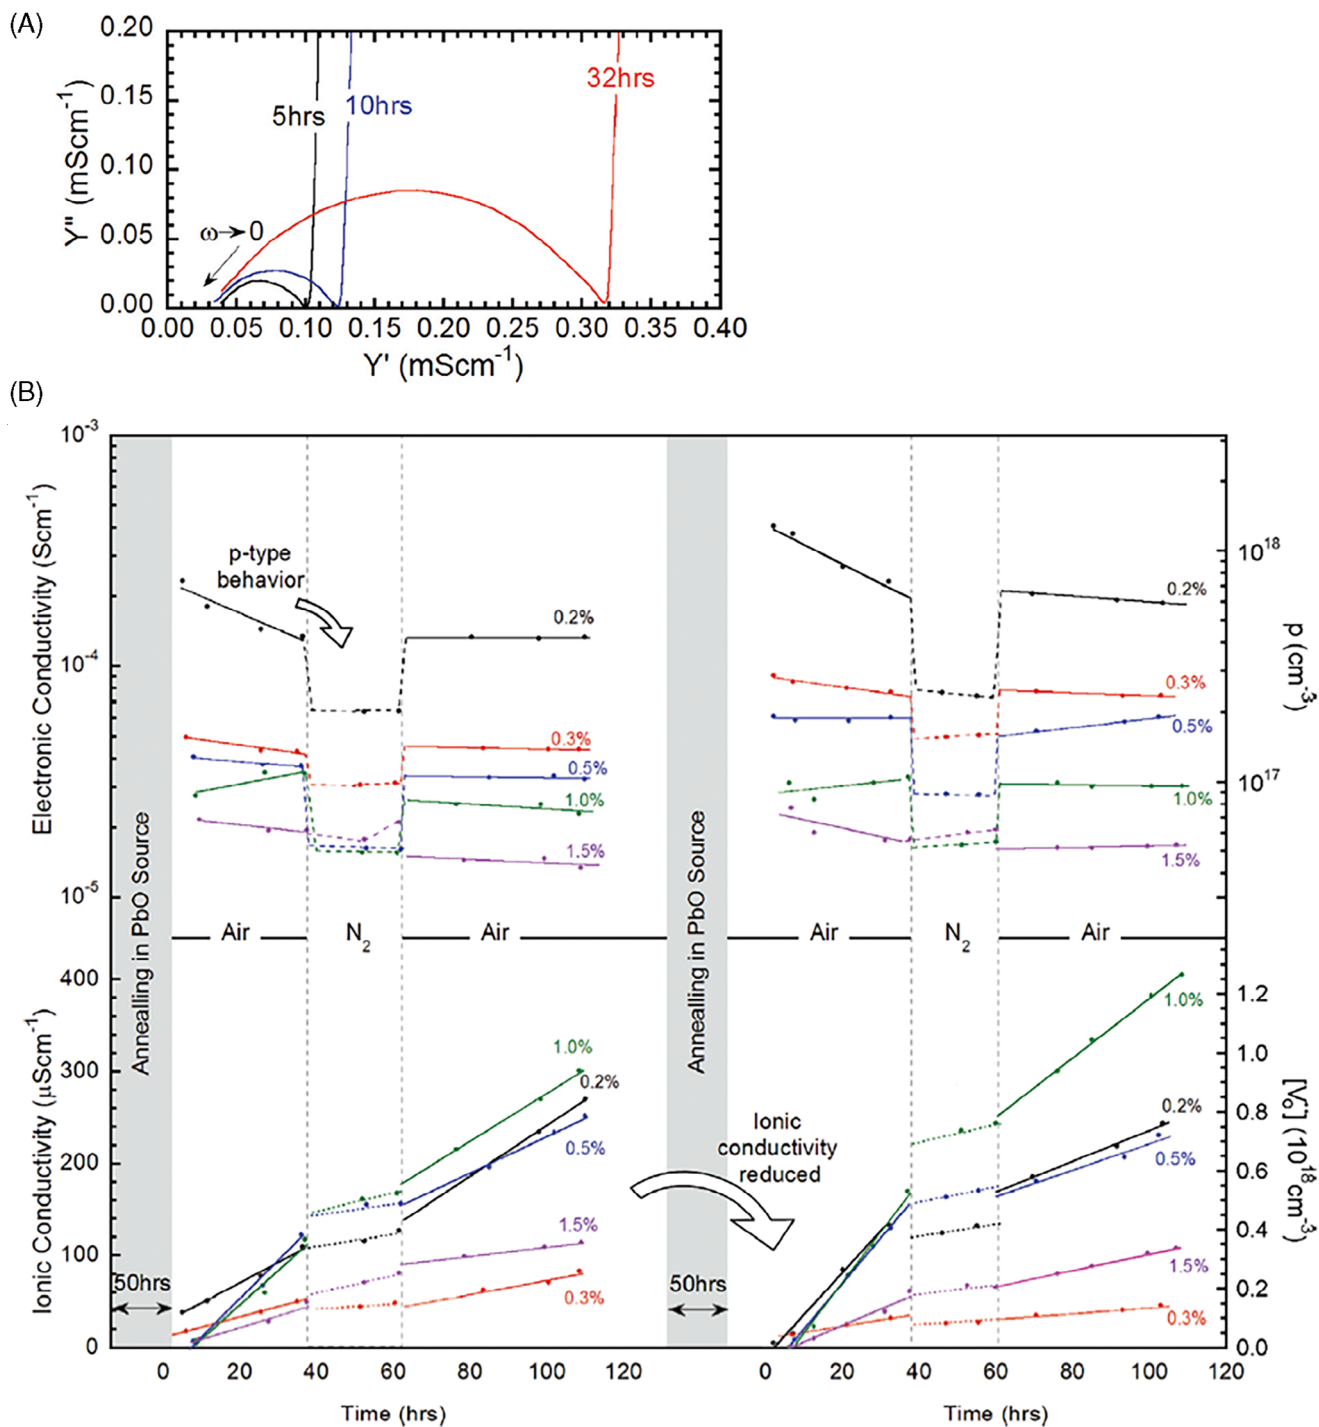 (A)
0.20
0.15
0.10
0.05
0.00
Y'' (mScm-1)
5hrs
10hrs
32hrs
ω→0
0.00 0.05 0.10 0.15 0.20 0.25 0.30 0.35 0.40
Y' (mScm-1)
(B)
10-3
10-4
10-5
Electronic Conductivity (Scm-1)
Annealling in PbO Source
p-type
behavior
0.2%
0.3%
0.5%
1.0%
1.5%
Annealling in PbO Source
0.2%
0.3%
0.5%
1.0%
1.5%
1018
1017
p (cm-3)
Air
N2
Air
Air
N2
Air
400
300
200
100
0
Ionic Conductivity (μScm-1)
50hrs
1.0%
0.2%
0.5%
1.5%
0.3%
Ionic
conductivity
reduced
50hrs
1.0%
0.2%
0.5%
1.5%
0.3%
1.2
1.0
0.8
0.6
0.4
0.2
0.0
[Vo··] (1018cm-3)
0 20 40 60 80 100 120
0 20 40 60 80 100 120
Time (hrs)
Time (hrs)